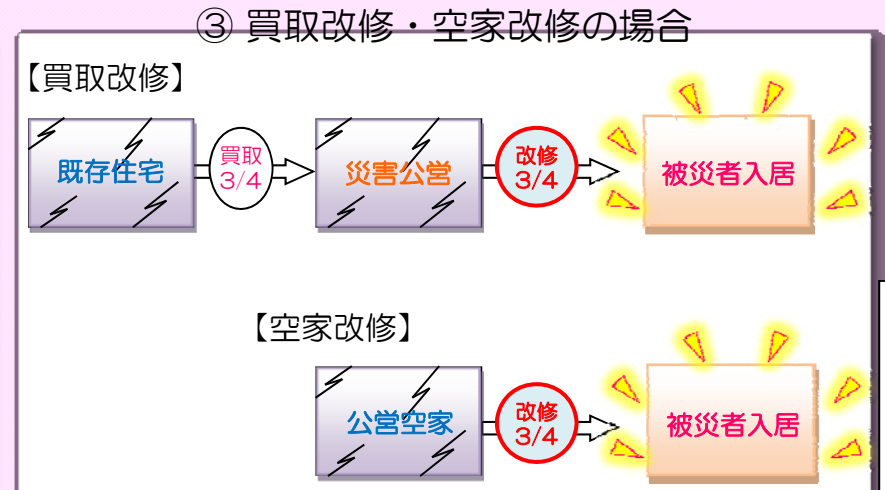 ③ 買取改修・空家改修の場合
【買取改修】
既存住宅
買取
3/4
災害公営
改修
3/4
被災者入居
【空家改修】
公営空家
改修
3/4
被災者入居